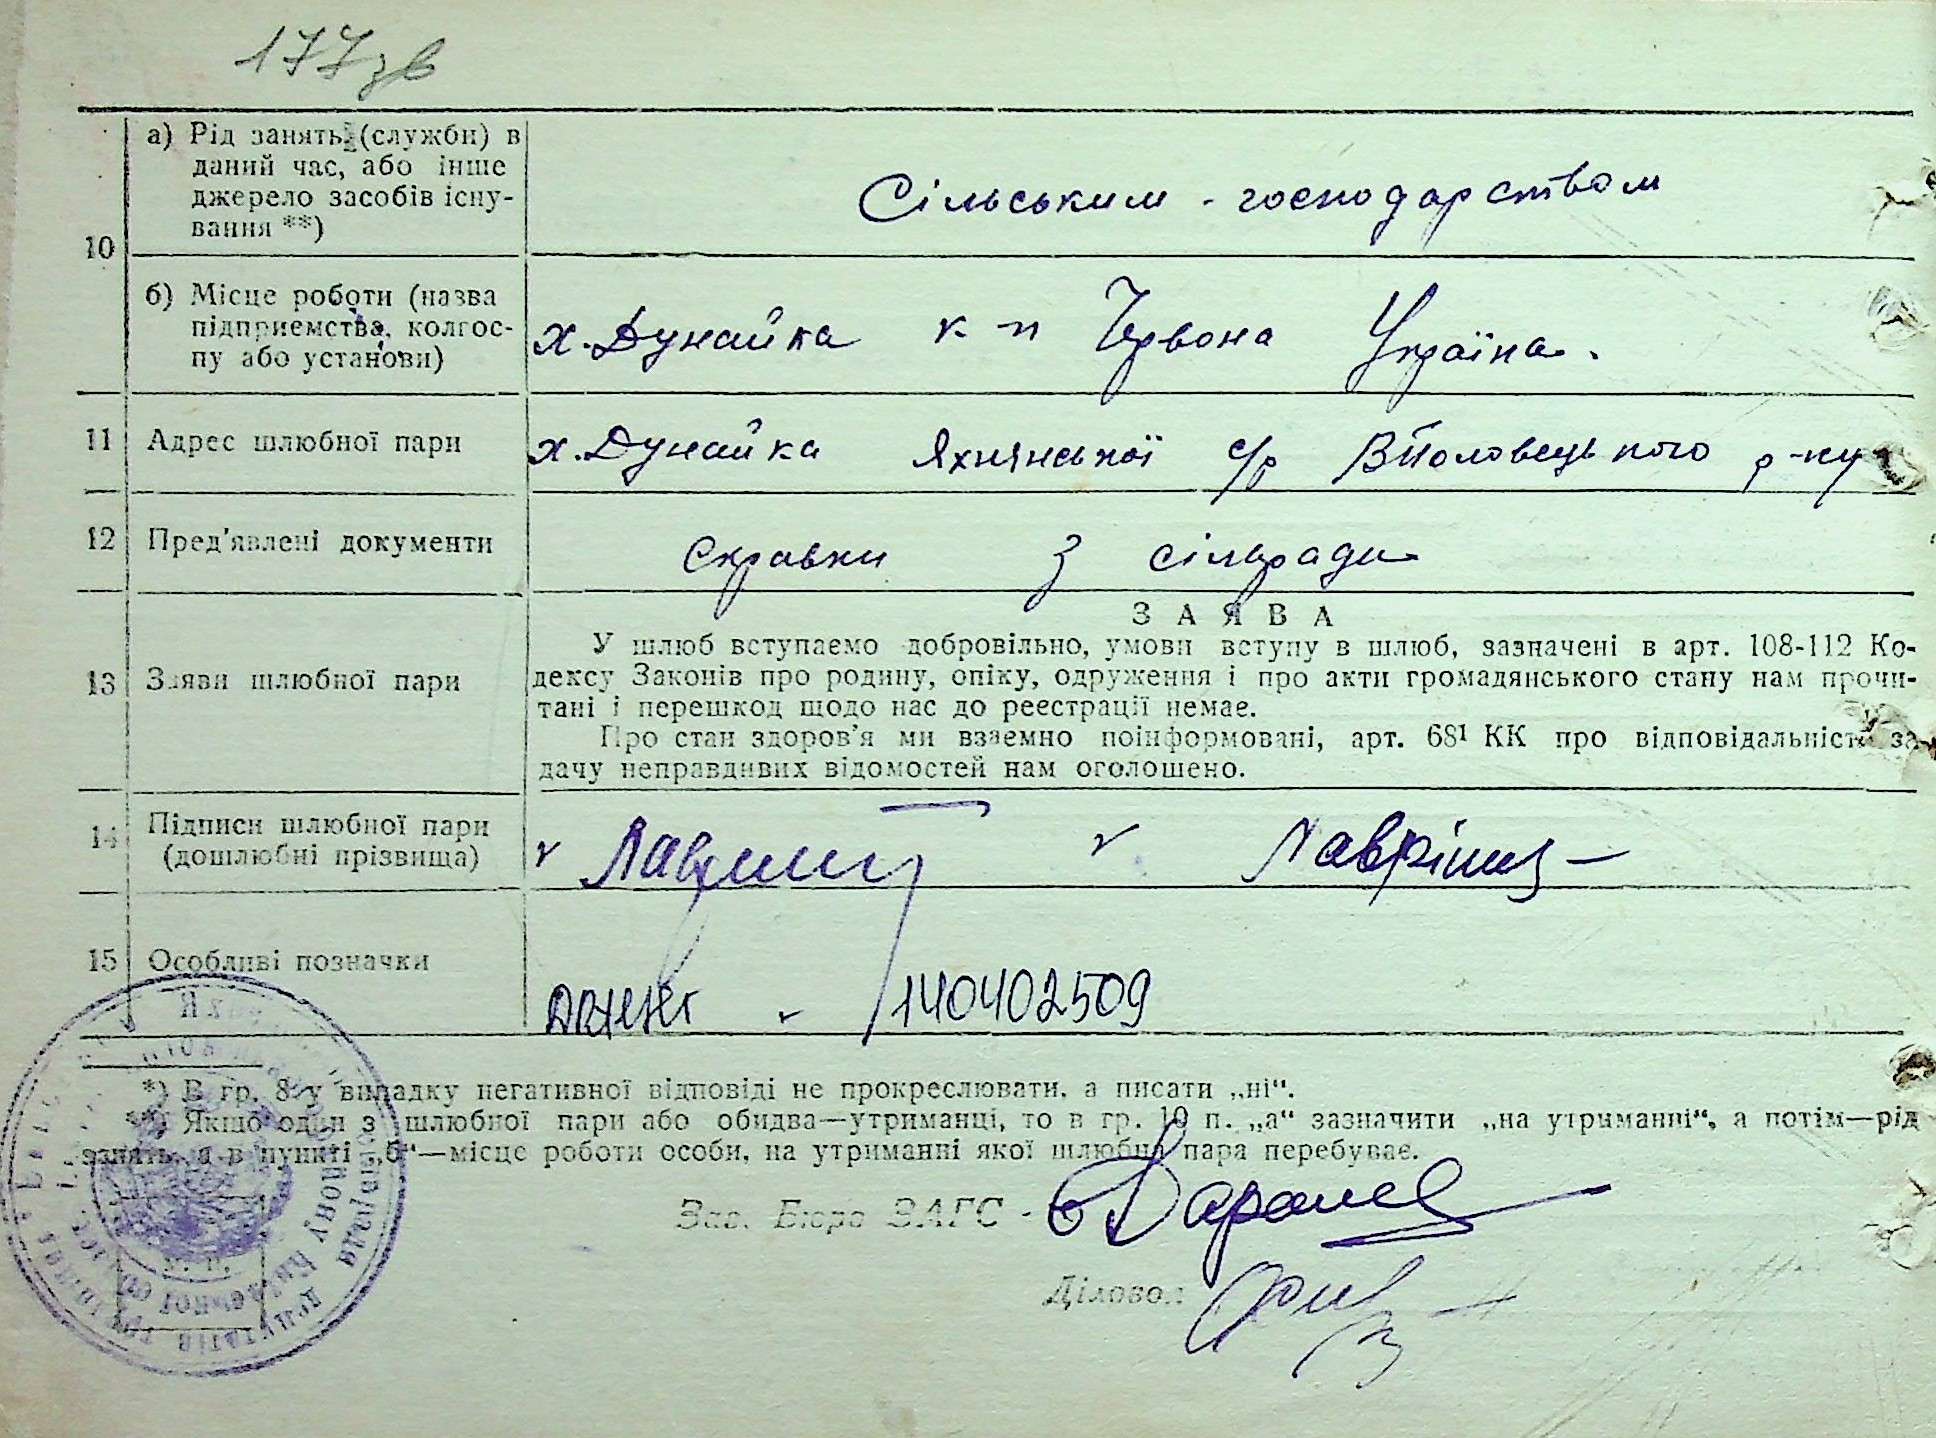 177зв
10
а) Рід занять (служби) в
даний час, або інше
джерело засобів існу-
вання **)
Сільським - господарством
б) Місце роботи (назва
підприемства, колгос-
пу або установи)
х. Дунайка к-п Червона Україна.
11 Адрес шлюбної пари
х. Дунайка Яхнянської с/р ВПоловецького р-ну
12 Пред'явлені документи
Справки з сільради
13 Заяви шлюбної пари
ЗАЯВА
У шлюб вступаемо добровільно, умови вступу в шлюб, зазначені в арт. 108-112 Ко-
дексу Законів про родину, опіку, одруження і про акти громадянського стану нам прочи-
тані і перешкод щодо нас до реестрації немає.
Про стан здоров'я ми взаемно поінформовані, арт. 68¹ КК про відповідальність за
дачу неправдивих відомостей нам оголошено.
14 Підписи шлюбної пари
(дошлюбні прізвища)
Лаврінец
15 Особливі позначки
140402509
*) В гр. 8 у випадку негативної відповіді не прокреслювати, а писати „ні“.
**) Якщо один з шлюбної пари або обидва—утриманці, то в гр. 10 п. „а“ зазначити „на утриманні“, а потім—рід
занять, а в пункті „б“—місце роботи особи, на утриманні якої шлюбна пара перебуває.
Зав. Бюро ЗАГС -
Діловод
М. П.